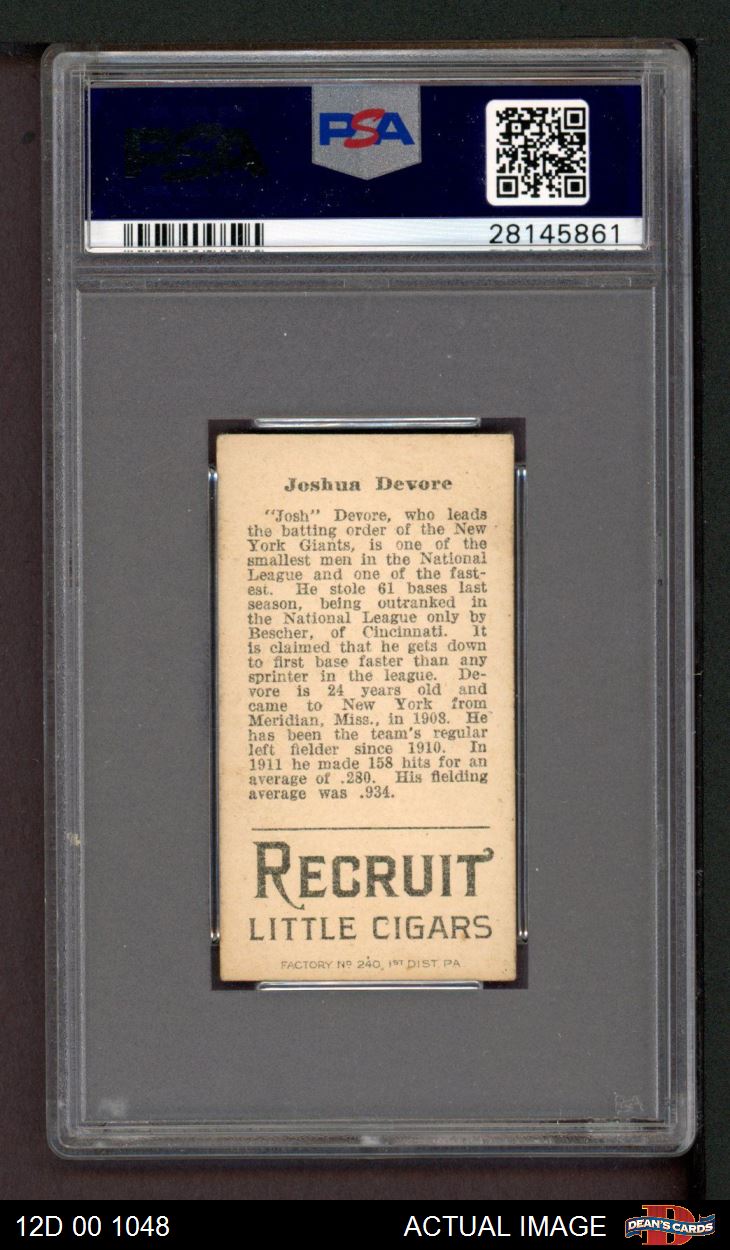 PSA
PSA
28145861
Joshua Devore
"Josh" Devore, who leads
the batting order of the New
York Giants, is one of the
smallest men in the National
League and one of the fast-
est. He stole 61 bases last
season, being outranked in
the National League only by
Bescher, of Cincinnati. It
is claimed that he gets down
to first base faster than any
sprinter in the league. De-
vore is 24 years old and
came to New York from
Meridian, Miss., in 1908. He
has been the team's regular
left fielder since 1910. In
1911 he made 158 hits for an
average of .280. His fielding
average was .934.
RECRUIT
LITTLE CIGARS
FACTORY Nº 240, 1ST DIST PA
12D 00 1048 ACTUAL IMAGE DEAN'S CARDS